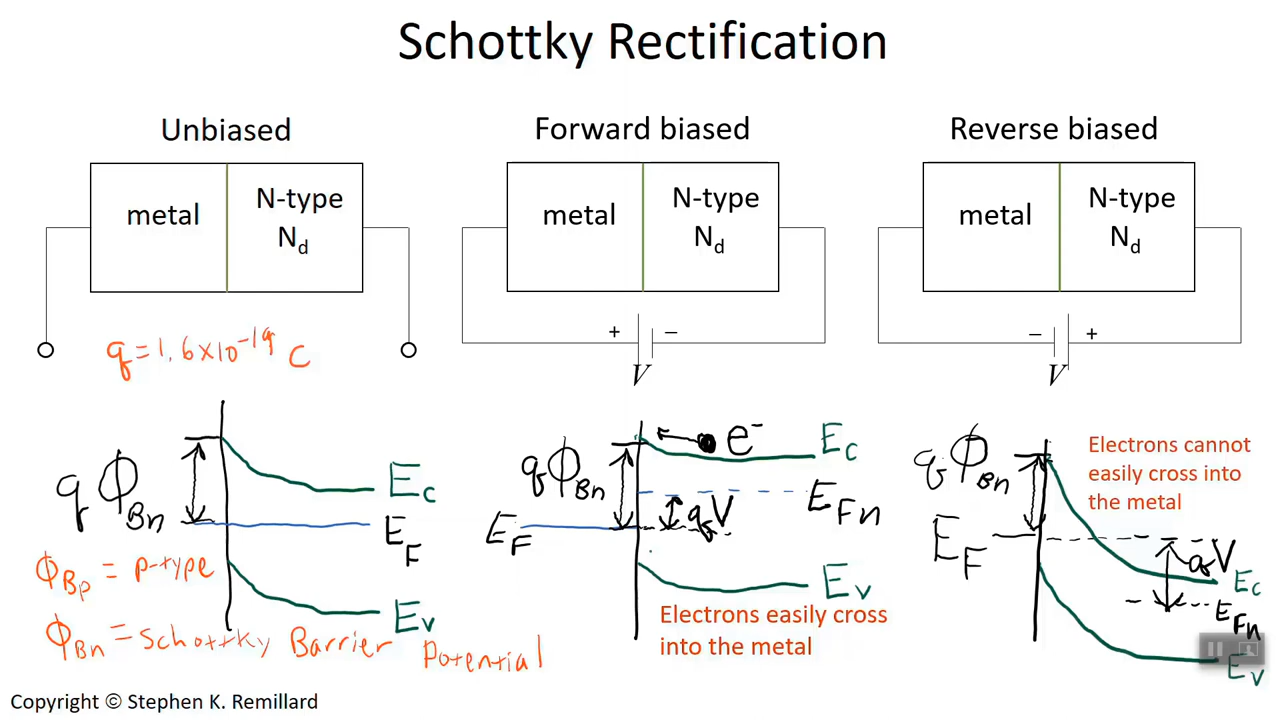 Schottky Rectification
Unbiased
metal
N-type
Nd
q = 1.6×10⁻¹⁹ C
qΦBn
Ec
EF
Ev
ΦBp = p-type
ΦBn = Schottky Barrier Potential
Forward biased
metal
N-type
Nd
+ −
V
e⁻
qΦBn
Ec
EFn
qV
EF
Ev
Electrons easily cross
into the metal
Reverse biased
metal
N-type
Nd
− +
V
qΦBn
Electrons cannot
easily cross into
the metal
EF
qV
Ec
EFn
Ev
Copyright © Stephen K. Remillard